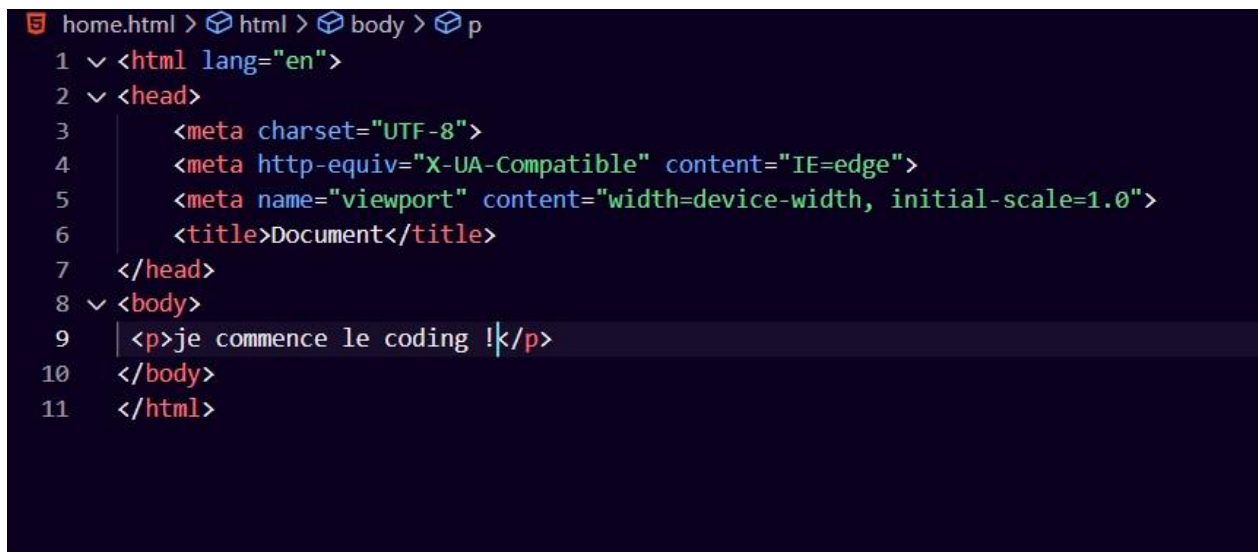 home.html > html > body > p
1 <html lang="en">
2 <head>
3 <meta charset="UTF-8">
4 <meta http-equiv="X-UA-Compatible" content="IE=edge">
5 <meta name="viewport" content="width=device-width, initial-scale=1.0">
6 <title>Document</title>
7 </head>
8 <body>
9 <p>je commence le coding !</p>
10 </body>
11 </html>